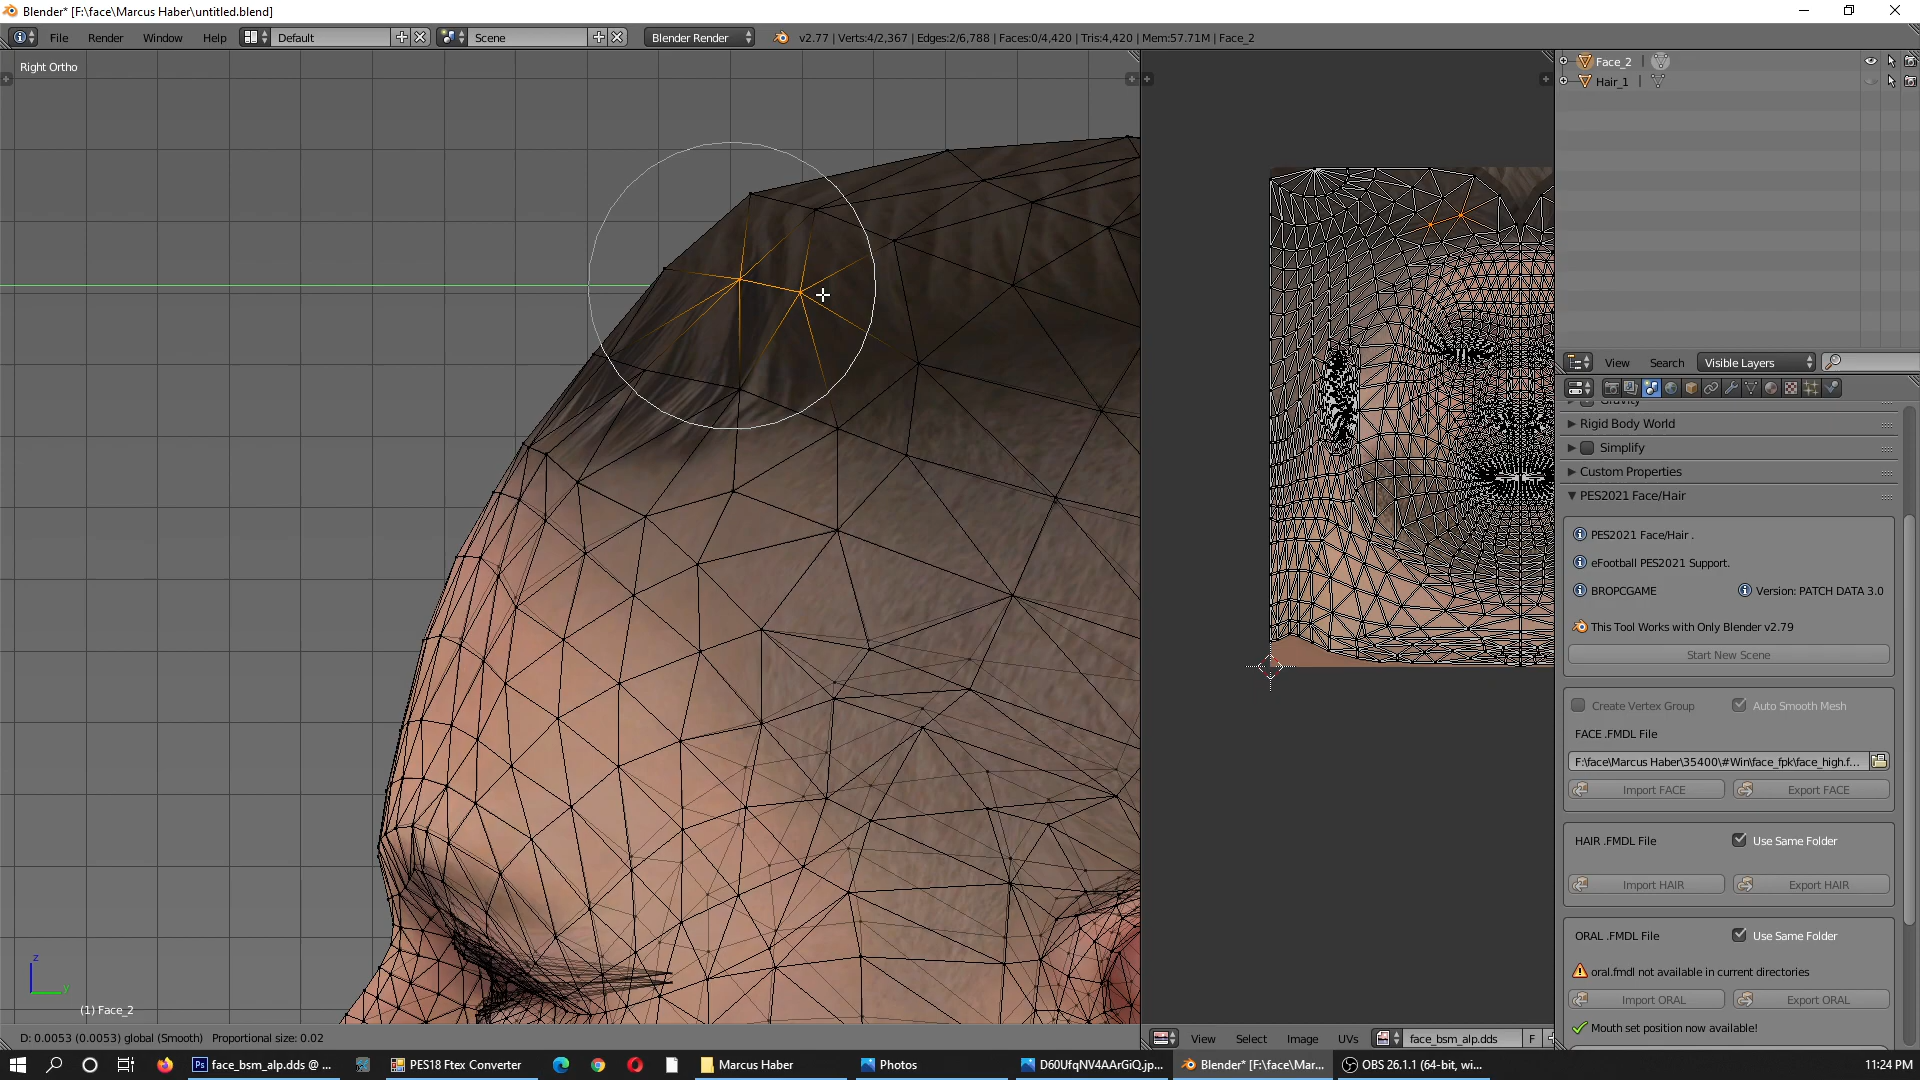 Blender* [F:\face\Marcus Haber\untitled.blend]
File Render Window Help Default Scene Blender Render v2.77 | Verts:4/2,367 | Edges:2/6,788 | Faces:0/4,420 | Tris:4,420 | Mem:57.71M | Face_2
Right Ortho
Face_2
Hair_1
View Search Visible Layers
Gravity
Rigid Body World
Simplify
Custom Properties
PES2021 Face/Hair
PES2021 Face/Hair .
eFootball PES2021 Support.
BROPCGAME Version: PATCH DATA 3.0
This Tool Works with Only Blender v2.79
Start New Scene
Create Vertex Group Auto Smooth Mesh
FACE .FMDL File
F:\face\Marcus Haber\35400\#Win\face_fpk\face_high.f...
Import FACE Export FACE
HAIR .FMDL File Use Same Folder
Import HAIR Export HAIR
ORAL .FMDL File Use Same Folder
oral.fmdl not available in current directories
Import ORAL Export ORAL
Mouth set position now available!
z
y
(1) Face_2
D: 0.0053 (0.0053) global (Smooth) Proportional size: 0.02
View Select Image UVs face_bsm_alp.dds F
face_bsm_alp.dds @ ... PES18 Ftex Converter Marcus Haber Photos D60UfqNV4AArGiQ.jp... Blender* [F:\face\Mar... OBS 26.1.1 (64-bit, wi... 11:24 PM